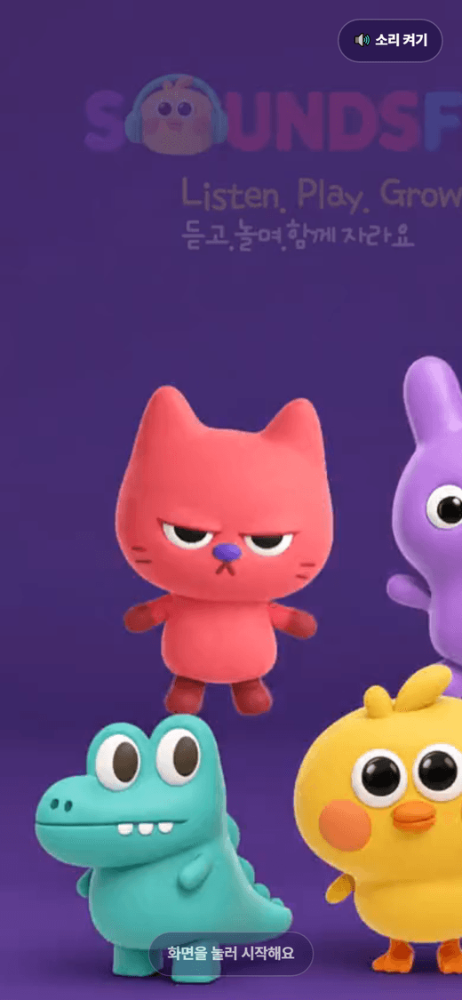 소리 켜기
SOUNDSF
Listen. Play. Grow
듣고.놀며.함께 자라요
화면을 눌러 시작해요